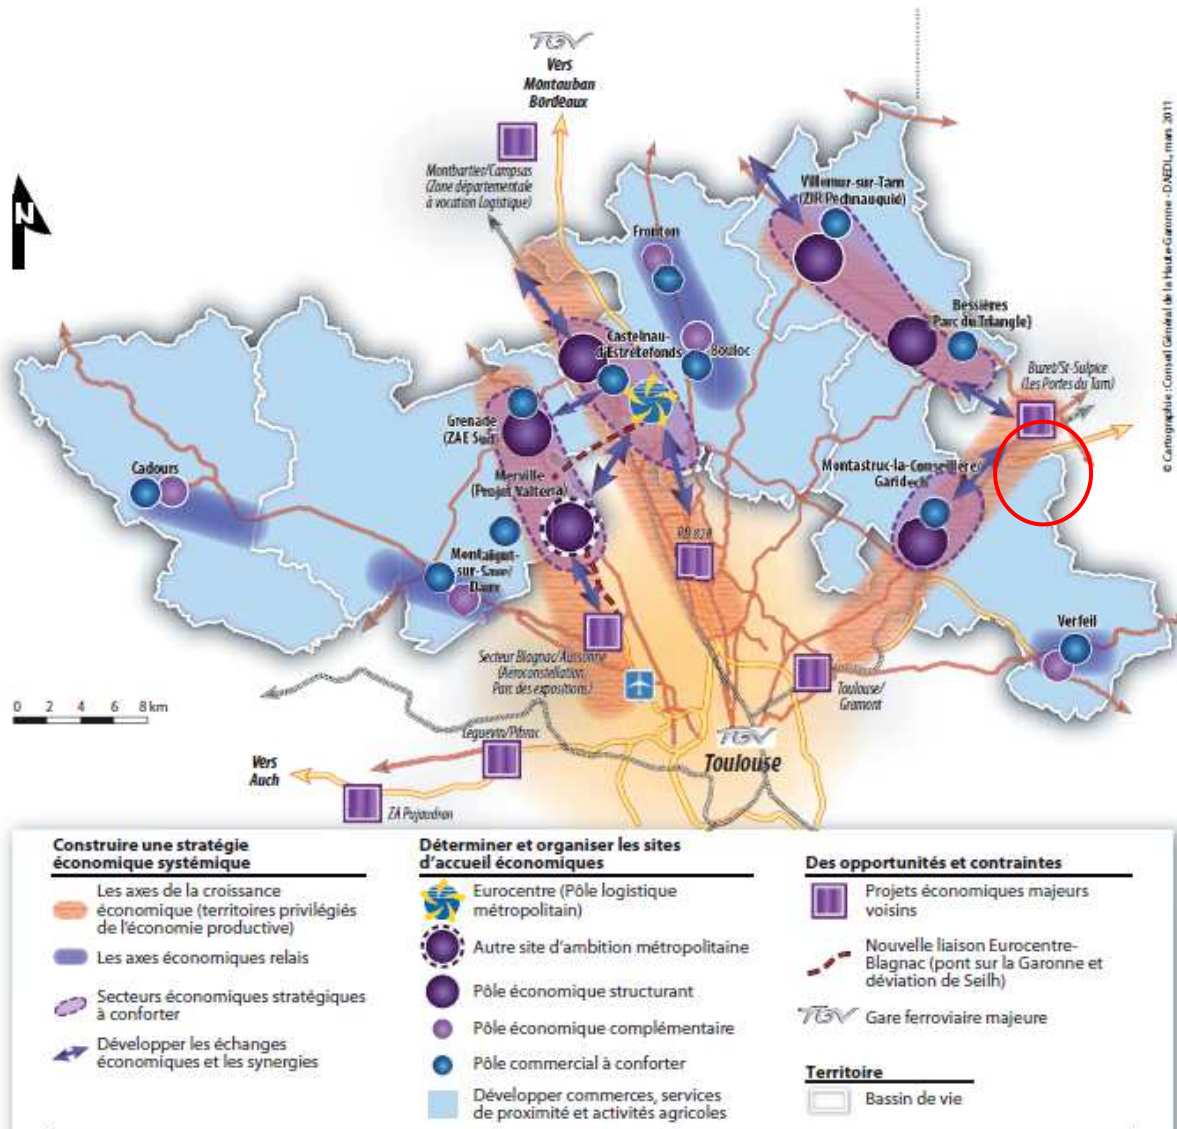 TGV
Vers
Montauban
Bordeaux
Montbartier/Campsas
(Zone départementale
à vocation Logistique)
N
Villemur-sur-Tarn
(ZIR Pechnauquié)
Fronton
Bessières
Parc du Triangle)
Castelnau-
d'Estrétefonds
Bouloc
Buzet/St-Sulpice
(Les Portes du Tarn)
Grenade
(ZAE Sud)
Cadours
Merville
(Projet Valterra)
Montastruc-la-Conseillère/
Garidech
RD 820
Montaigut-
sur-Save/
Daux
Verfeil
Secteur Blagnac/Aussonne
(Aeroconstellation
Parc des expositions)
Toulouse/
Gramont
0 2 4 6 8 km
Leguevin/Pibrac
TGV
Toulouse
Vers
Auch
ZA Pujaudran
© Cartographie : Conseil Général de la Haute-Garonne - DAEDL, mars 2011
Construire une stratégie
économique systémique
Les axes de la croissance
économique (territoires privilégiés
de l'économie productive)
Les axes économiques relais
Secteurs économiques stratégiques
à conforter
Développer les échanges
économiques et les synergies
Déterminer et organiser les sites
d'accueil économiques
Eurocentre (Pôle logistique
métropolitain)
Autre site d'ambition métropolitaine
Pôle économique structurant
Pôle économique complémentaire
Pôle commercial à conforter
Développer commerces, services
de proximité et activités agricoles
Des opportunités et contraintes
Projets économiques majeurs
voisins
Nouvelle liaison Eurocentre-
Blagnac (pont sur la Garonne et
déviation de Seilh)
TGV Gare ferroviaire majeure
Territoire
Bassin de vie